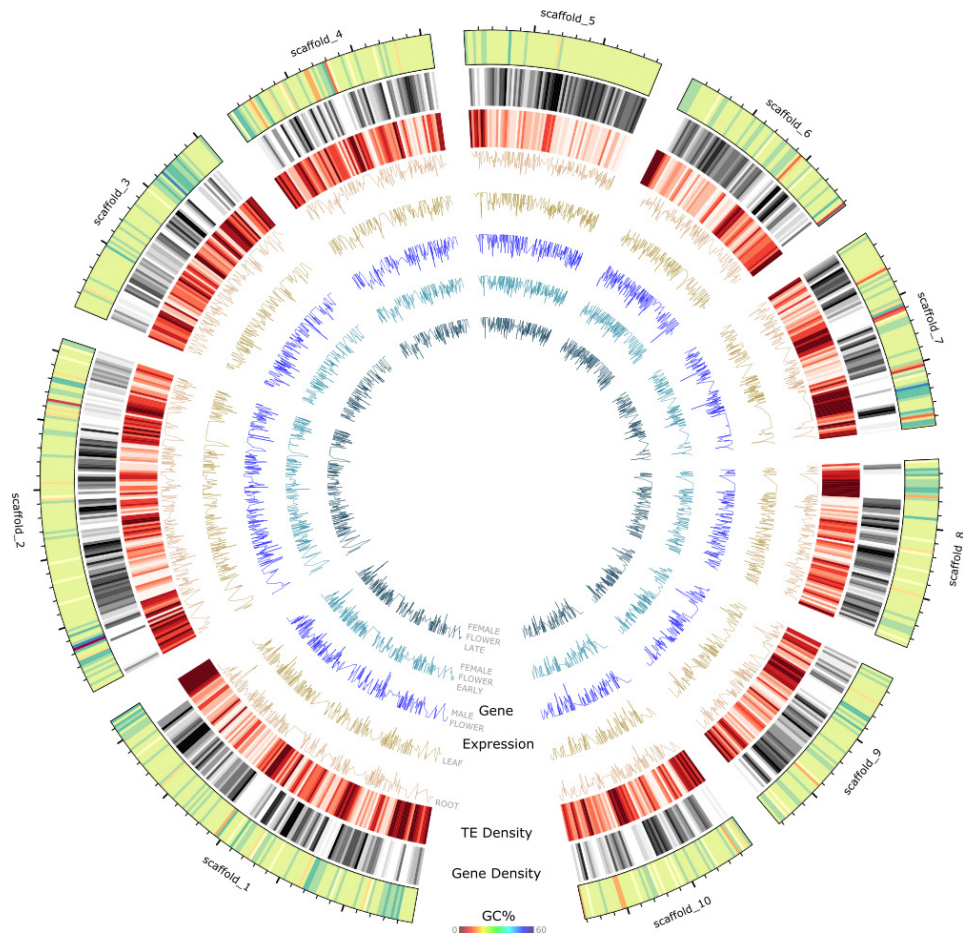 scaffold_5
scaffold_4
scaffold_6
scaffold_3
scaffold_7
scaffold_2
scaffold_8
scaffold_9
scaffold_1
scaffold_10
FEMALE
FLOWER
LATE
FEMALE
FLOWER
EARLY
MALE
FLOWER
Gene
Expression
LEAF
ROOT
TE Density
Gene Density
GC%
0 60